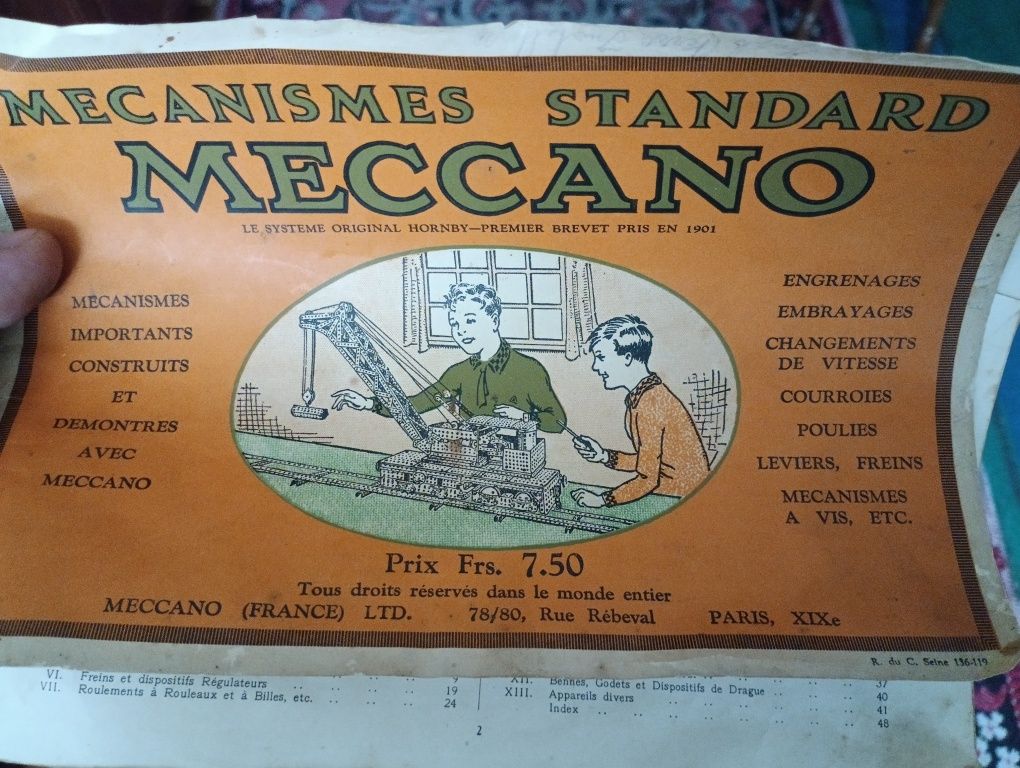 MECANISMES STANDARD
MECCANO
LE SYSTEME ORIGINAL HORNBY—PREMIER BREVET PRIS EN 1901
MECANISMES
IMPORTANTS
CONSTRUITS
ET
DEMONTRES
AVEC
MECCANO
ENGRENAGES
EMBRAYAGES
CHANGEMENTS
DE VITESSE
COURROIES
POULIES
LEVIERS, FREINS
MECANISMES
A VIS, ETC.
Prix Frs. 7.50
Tous droits réservés dans le monde entier
MECCANO (FRANCE) LTD. 78/80, Rue Rébeval PARIS, XIXe
R. du C. Seine 136-119
VI. Freins et dispositifs Régulateurs .. .. .. 9
VII. Roulements à Rouleaux et à Billes, etc. .. .. 19
24
XII. Bennes, Godets et Dispositifs de Drague .. .. .. 37
XIII. Appareils divers .. .. .. .. .. 40
Index .. .. .. .. .. .. 41
48
2